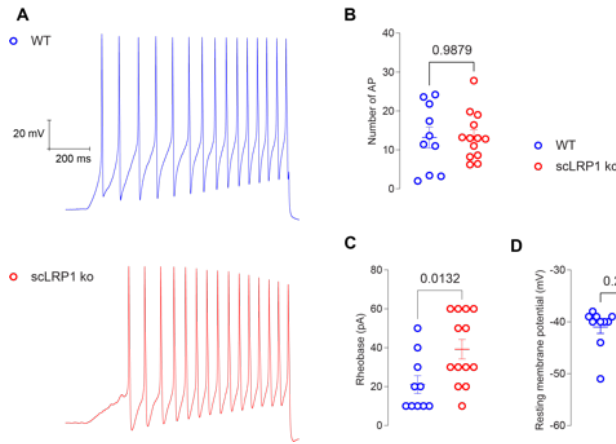 A
WT
20 mV
200 ms
scLRP1 ko
B
Number of AP
40
30
20
10
0
0.9879
WT
scLRP1 ko
C
Rheobase (pA)
80
60
40
20
0
0.0132
D
Resting membrane potential (mV)
-30
-40
-50
-60